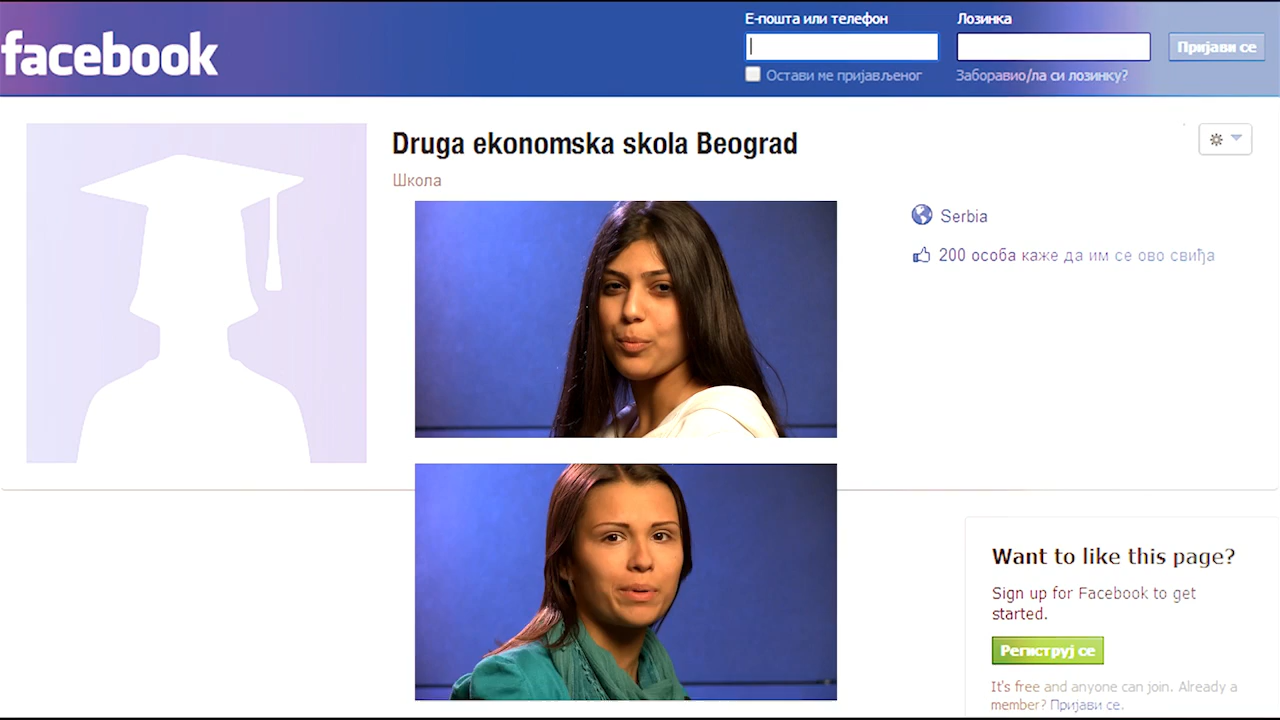 facebook
Е-пошта или телефон
Лозинка
Пријави се
Остави ме пријављеног
Заборавио/ла си лозинку?
Druga ekonomska skola Beograd
Школа
Serbia
200 особа каже да им се ово свиђа
Want to like this page?
Sign up for Facebook to get
started.
Региструј се
It's free and anyone can join. Already a
member? Пријави се.